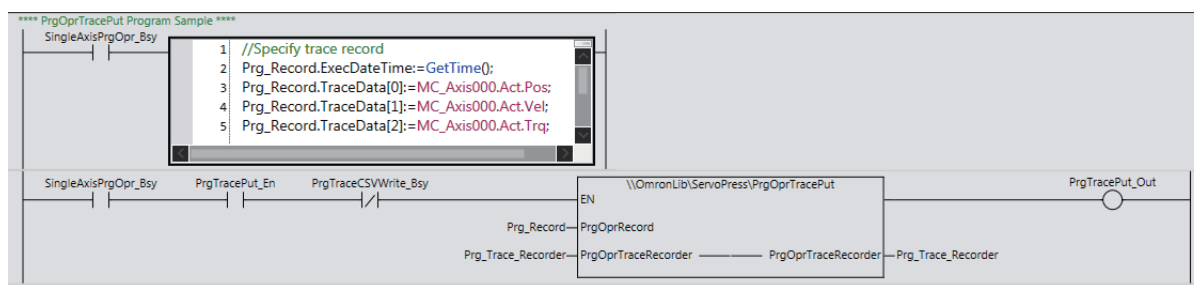 **** PrgOprTracePut Program Sample ****
SingleAxisPrgOpr_Bsy
1 //Specify trace record
2 Prg_Record.ExecDateTime:=GetTime();
3 Prg_Record.TraceData[0]:=MC_Axis000.Act.Pos;
4 Prg_Record.TraceData[1]:=MC_Axis000.Act.Vel;
5 Prg_Record.TraceData[2]:=MC_Axis000.Act.Trq;
SingleAxisPrgOpr_Bsy PrgTracePut_En PrgTraceCSVWrite_Bsy \\OmronLib\ServoPress\PrgOprTracePut PrgTracePut_Out
EN
Prg_Record PrgOprRecord
Prg_Trace_Recorder PrgOprTraceRecorder PrgOprTraceRecorder Prg_Trace_Recorder